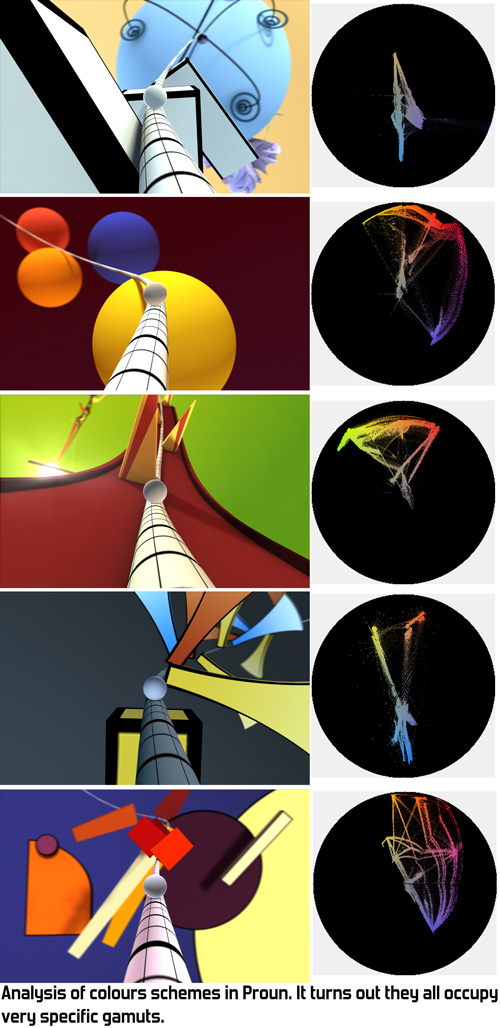 Analysis of colours schemes in Proun. It turns out they all occupy
very specific gamuts.